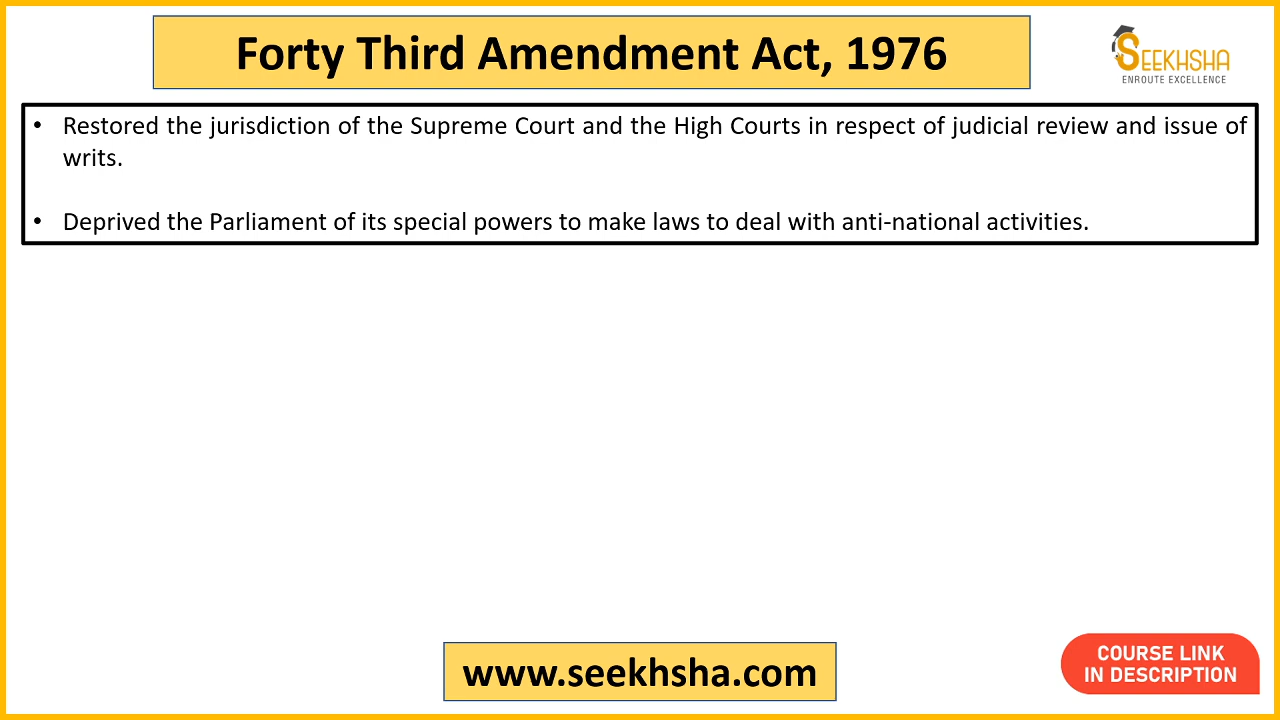 Forty Third Amendment Act, 1976
SEEKHSHA
ENROUTE EXCELLENCE
• Restored the jurisdiction of the Supreme Court and the High Courts in respect of judicial review and issue of
writs.
• Deprived the Parliament of its special powers to make laws to deal with anti-national activities.
www.seekhsha.com
COURSE LINK
IN DESCRIPTION